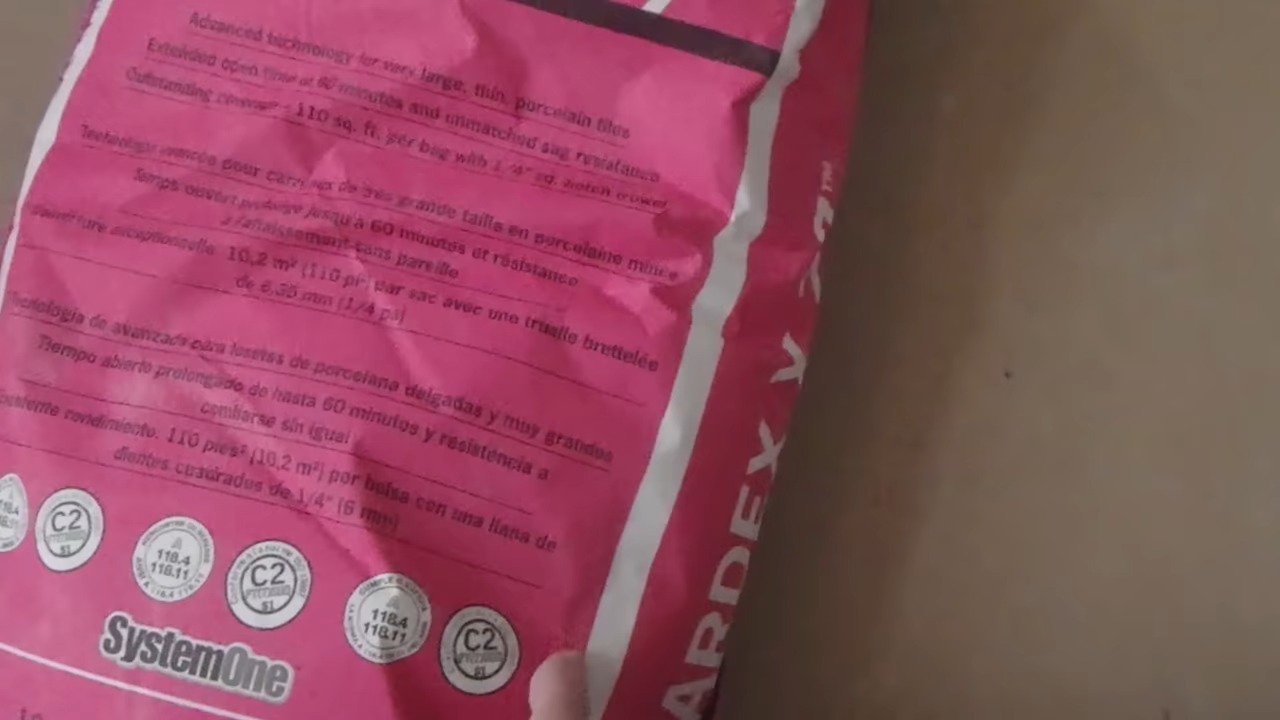 Advanced technology for very large, thin, porcelain tiles
Extended open time of 60 minutes and unmatched sag resistance
Outstanding coverage - 110 sq. ft. per bag with 1/4" sq. notch trowel
Technologie avancée pour carreaux de très grande taille en porcelaine mince
Temps ouvert prolongé jusqu'à 60 minutes et résistance
à l'affaissement sans pareille
Couverture exceptionnelle. 10,2 m² (110 pi²) par sac avec une truelle brettelée
de 6,35 mm (1/4 po)
Tecnología de avanzada para losetas de porcelana delgadas y muy grandes
Tiempo abierto prolongado de hasta 60 minutos y resistencia a
combarse sin igual
rendimiento. 110 pies² (10,2 m²) por bolsa con una llana de
dientes cuadrados de 1/4" (6 mm)
118.4
C2
S1
118.4
118.11
C2
S1
118.4
118.11
C2
S1
SystemOne
ARDEX X